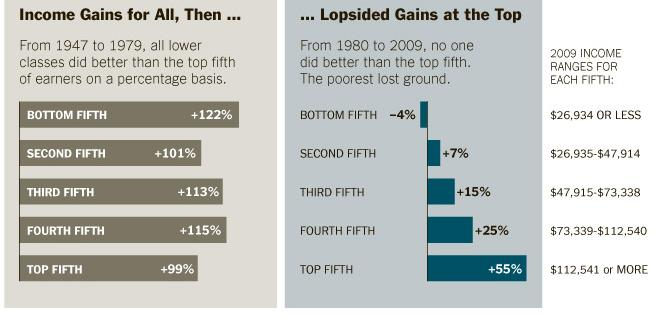 Income Gains for All, Then ...
From 1947 to 1979, all lower
classes did better than the top fifth
of earners on a percentage basis.
BOTTOM FIFTH +122%
SECOND FIFTH +101%
THIRD FIFTH +113%
FOURTH FIFTH +115%
TOP FIFTH +99%
... Lopsided Gains at the Top
From 1980 to 2009, no one
did better than the top fifth.
The poorest lost ground.
2009 INCOME
RANGES FOR
EACH FIFTH:
BOTTOM FIFTH –4% $26,934 OR LESS
SECOND FIFTH +7% $26,935-$47,914
THIRD FIFTH +15% $47,915-$73,338
FOURTH FIFTH +25% $73,339-$112,540
TOP FIFTH +55% $112,541 or MORE